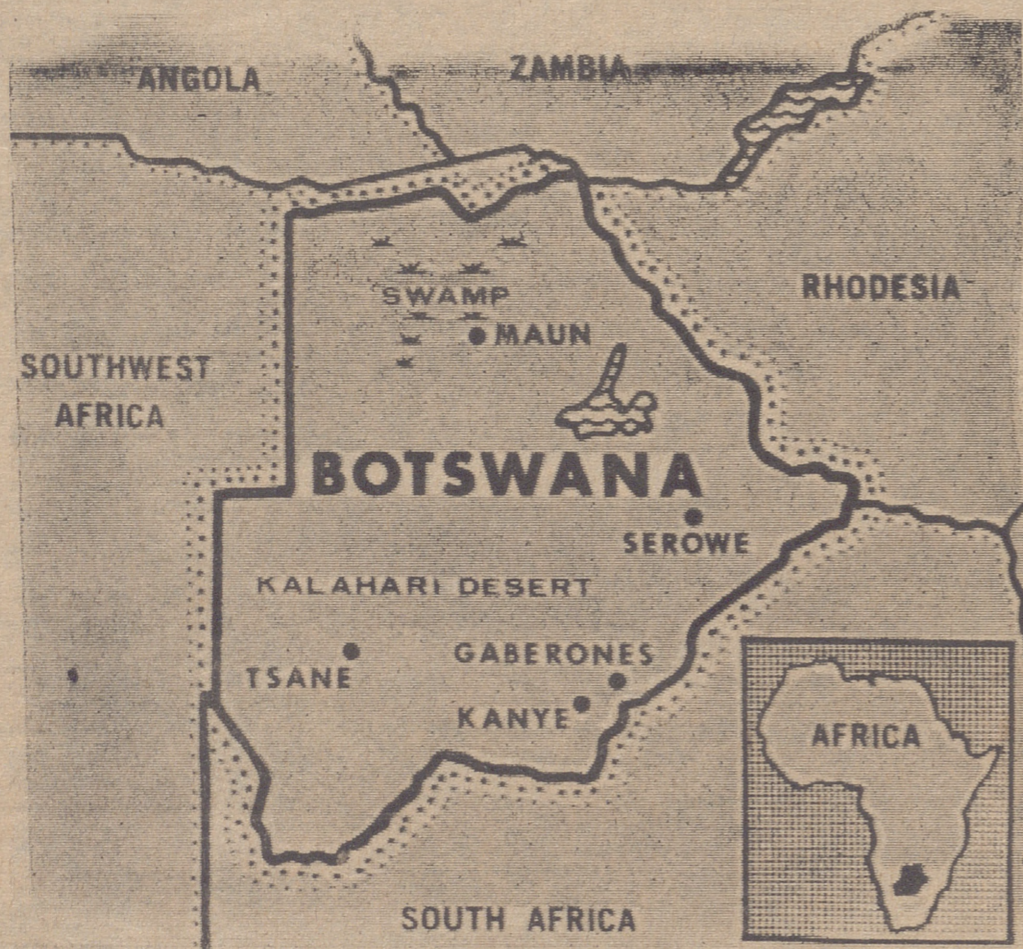 ANGOLA
ZAMBIA
RHODESIA
SWAMP
MAUN
SOUTHWEST
AFRICA
BOTSWANA
SEROWE
KALAHARI DESERT
GABERONES
TSANE
KANYE
AFRICA
SOUTH AFRICA